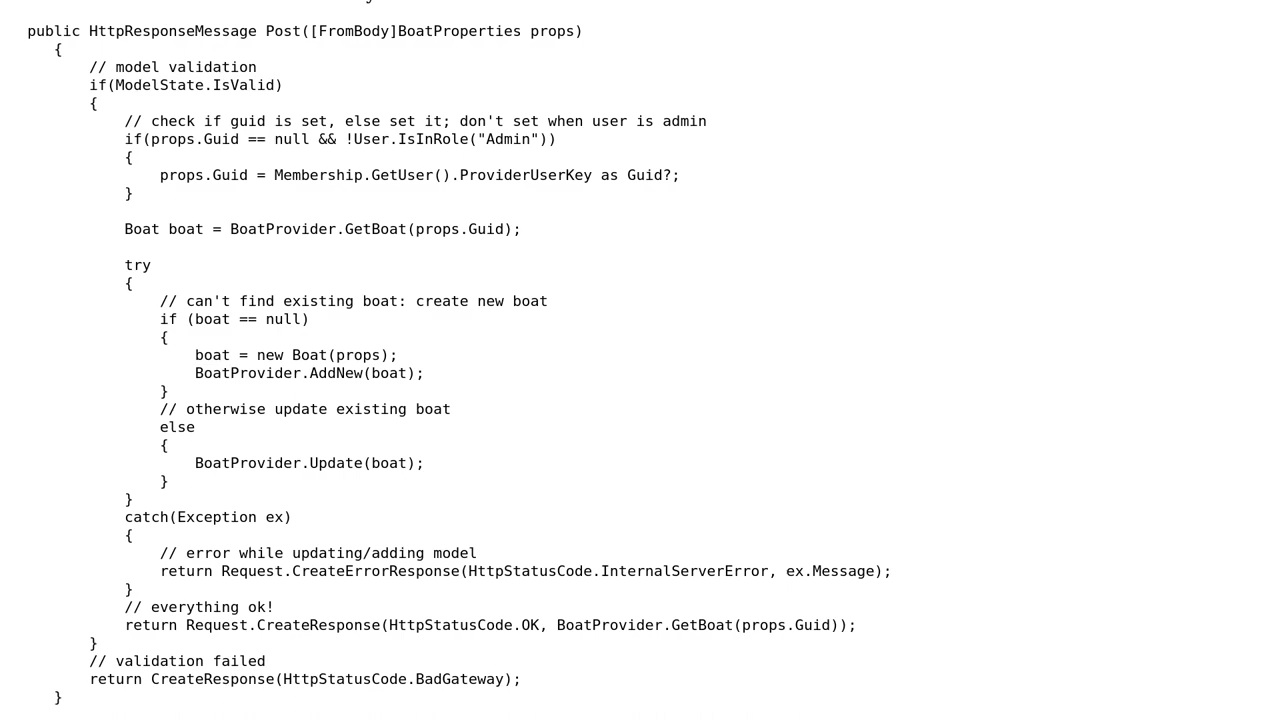 public HttpResponseMessage Post([FromBody]BoatProperties props)
{
// model validation
if(ModelState.IsValid)
{
// check if guid is set, else set it; don't set when user is admin
if(props.Guid == null && !User.IsInRole("Admin"))
{
props.Guid = Membership.GetUser().ProviderUserKey as Guid?;
}
Boat boat = BoatProvider.GetBoat(props.Guid);
try
{
// can't find existing boat: create new boat
if (boat == null)
{
boat = new Boat(props);
BoatProvider.AddNew(boat);
}
// otherwise update existing boat
else
{
BoatProvider.Update(boat);
}
}
catch(Exception ex)
{
// error while updating/adding model
return Request.CreateErrorResponse(HttpStatusCode.InternalServerError, ex.Message);
}
// everything ok!
return Request.CreateResponse(HttpStatusCode.OK, BoatProvider.GetBoat(props.Guid));
}
// validation failed
return CreateResponse(HttpStatusCode.BadGateway);
}